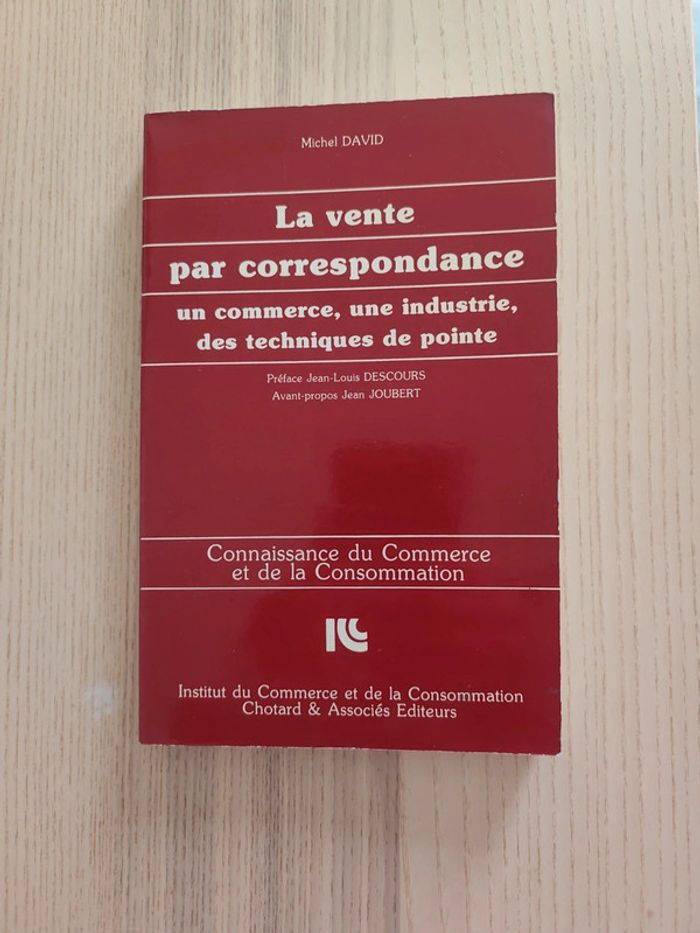 Michel DAVID
La vente
par correspondance
un commerce, une industrie,
des techniques de pointe
Préface Jean-Louis DESCOURS
Avant-propos Jean JOUBERT
Connaissance du Commerce
et de la Consommation
ICC
Institut du Commerce et de la Consommation
Chotard & Associés Editeurs